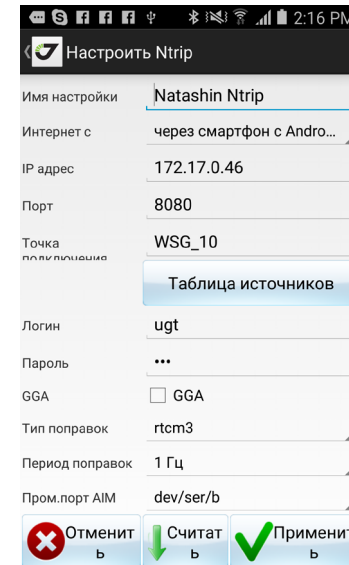 2:16 PM
Настроить Ntrip
Имя настройки Natashin Ntrip
Интернет с через смартфон с Andro...
IP адрес 172.17.0.46
Порт 8080
Точка подключения WSG_10
Таблица источников
Логин ugt
Пароль •••
GGA GGA
Тип поправок rtcm3
Период поправок 1 Гц
Пром.порт AIM dev/ser/b
Отменит
ь
Считат
ь
Применит
ь